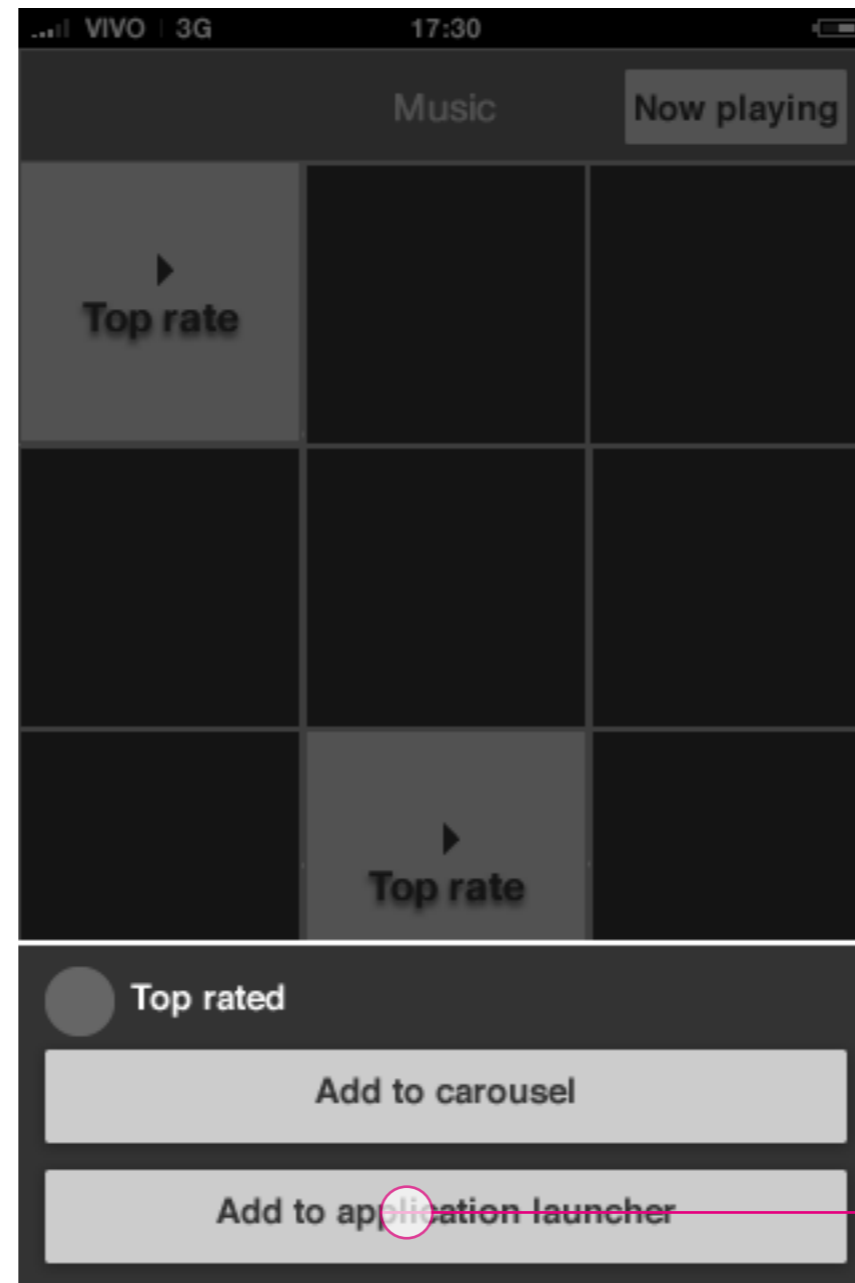 VIVO 3G 17:30
Music Now playing
Top rate
Top rate
Top rated
Add to carousel
Add to application launcher